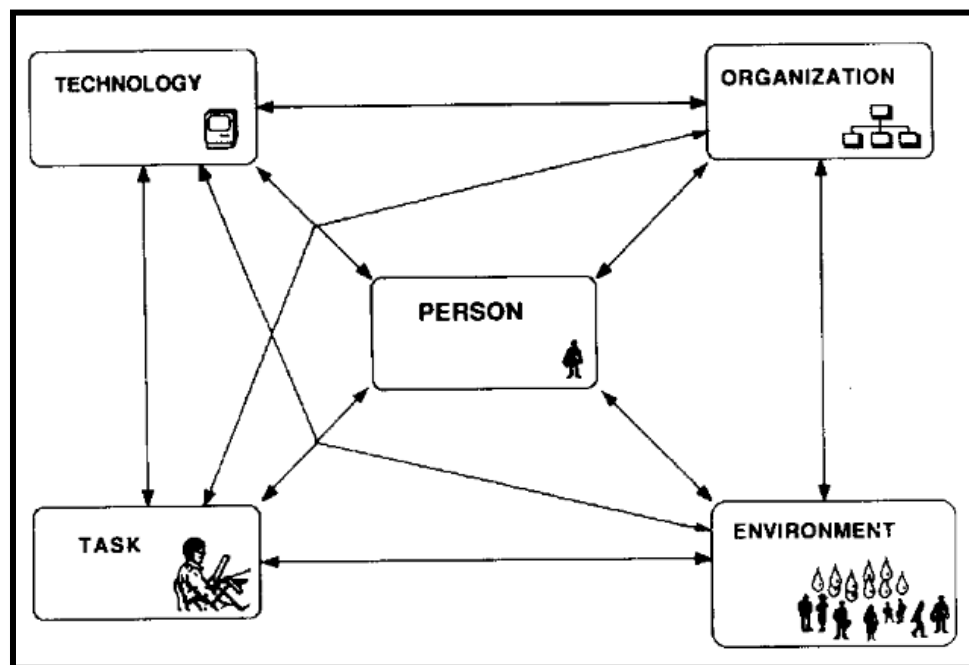 TECHNOLOGY
ORGANIZATION
PERSON
TASK
ENVIRONMENT